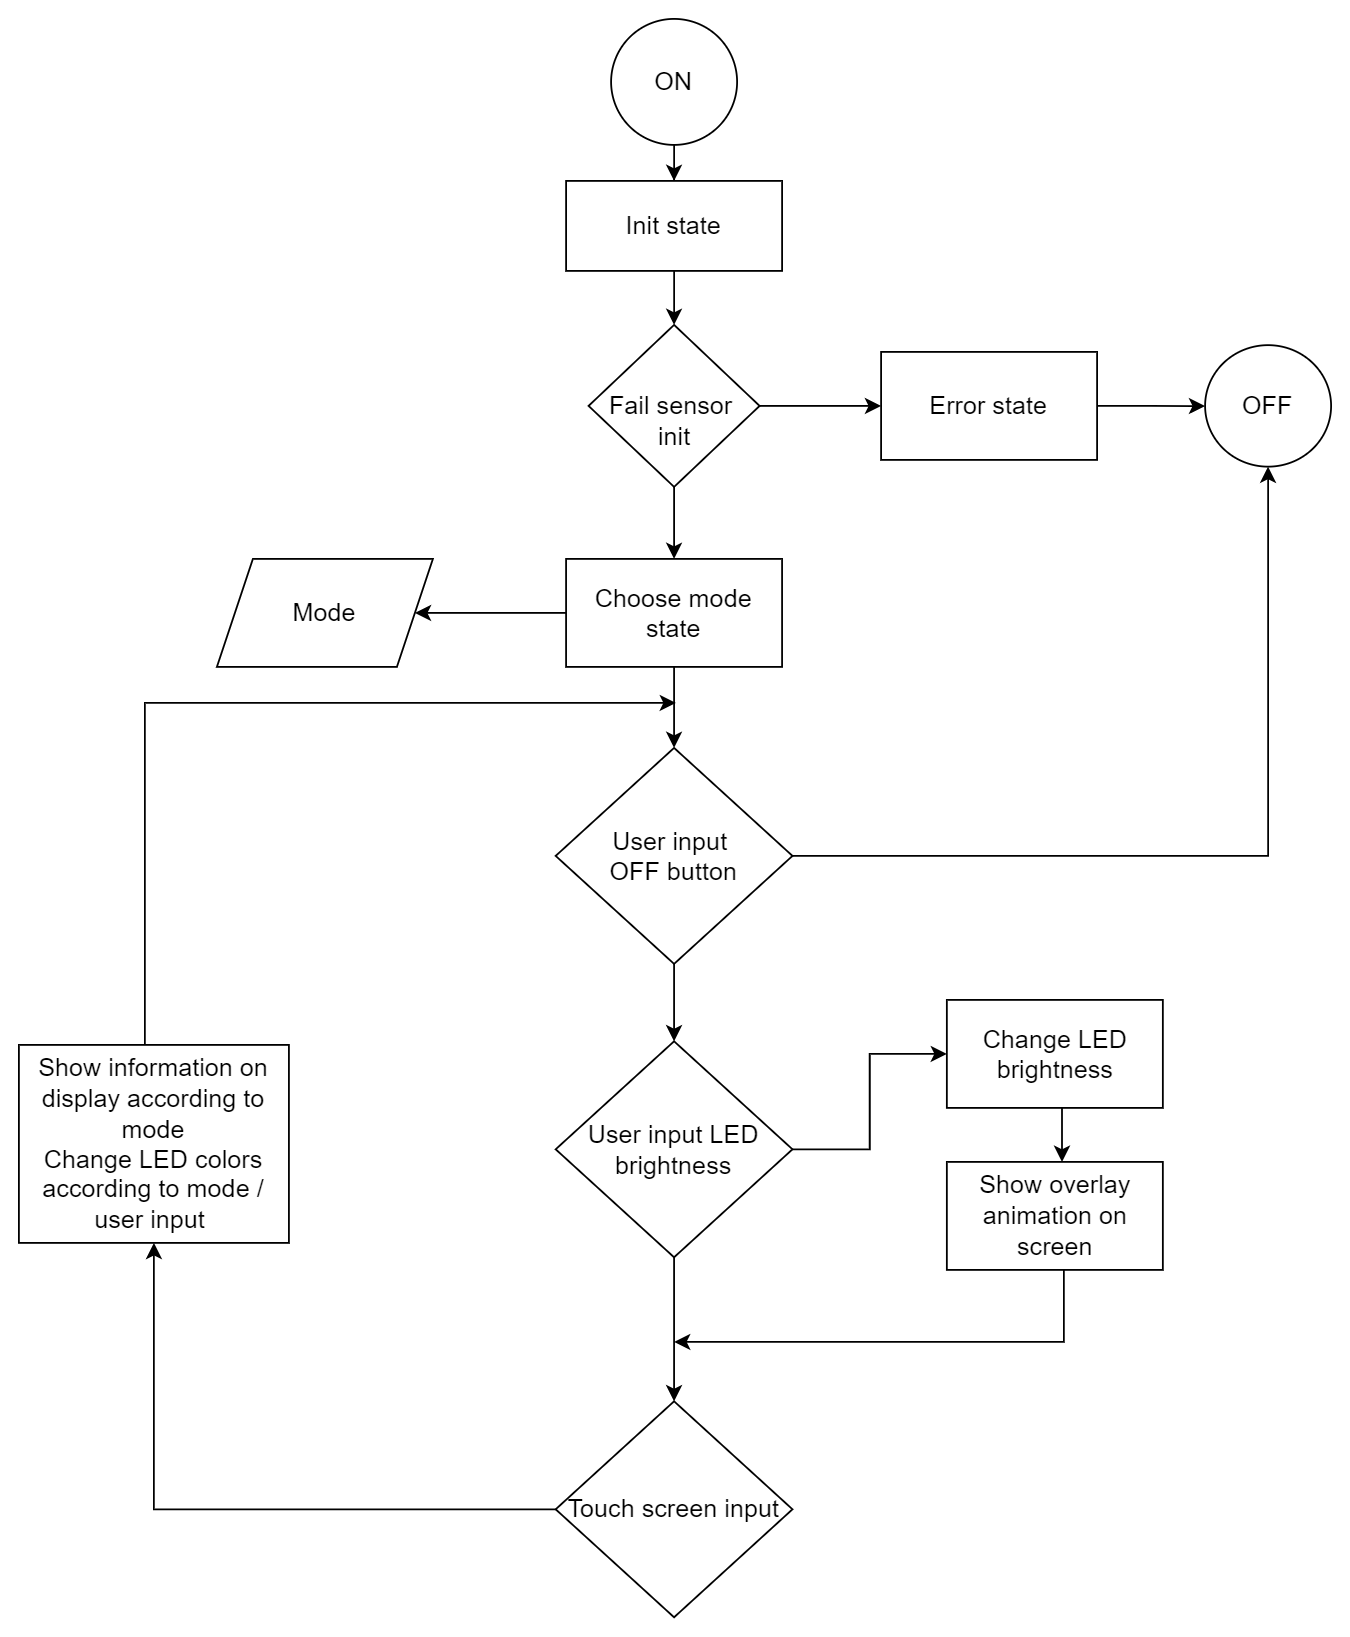 ON
Init state
Fail sensor
init
Error state
OFF
Mode
Choose mode
state
User input
OFF button
Change LED
brightness
Show information on
display according to
mode
Change LED colors
according to mode /
user input
User input LED
brightness
Show overlay
animation on
screen
Touch screen input